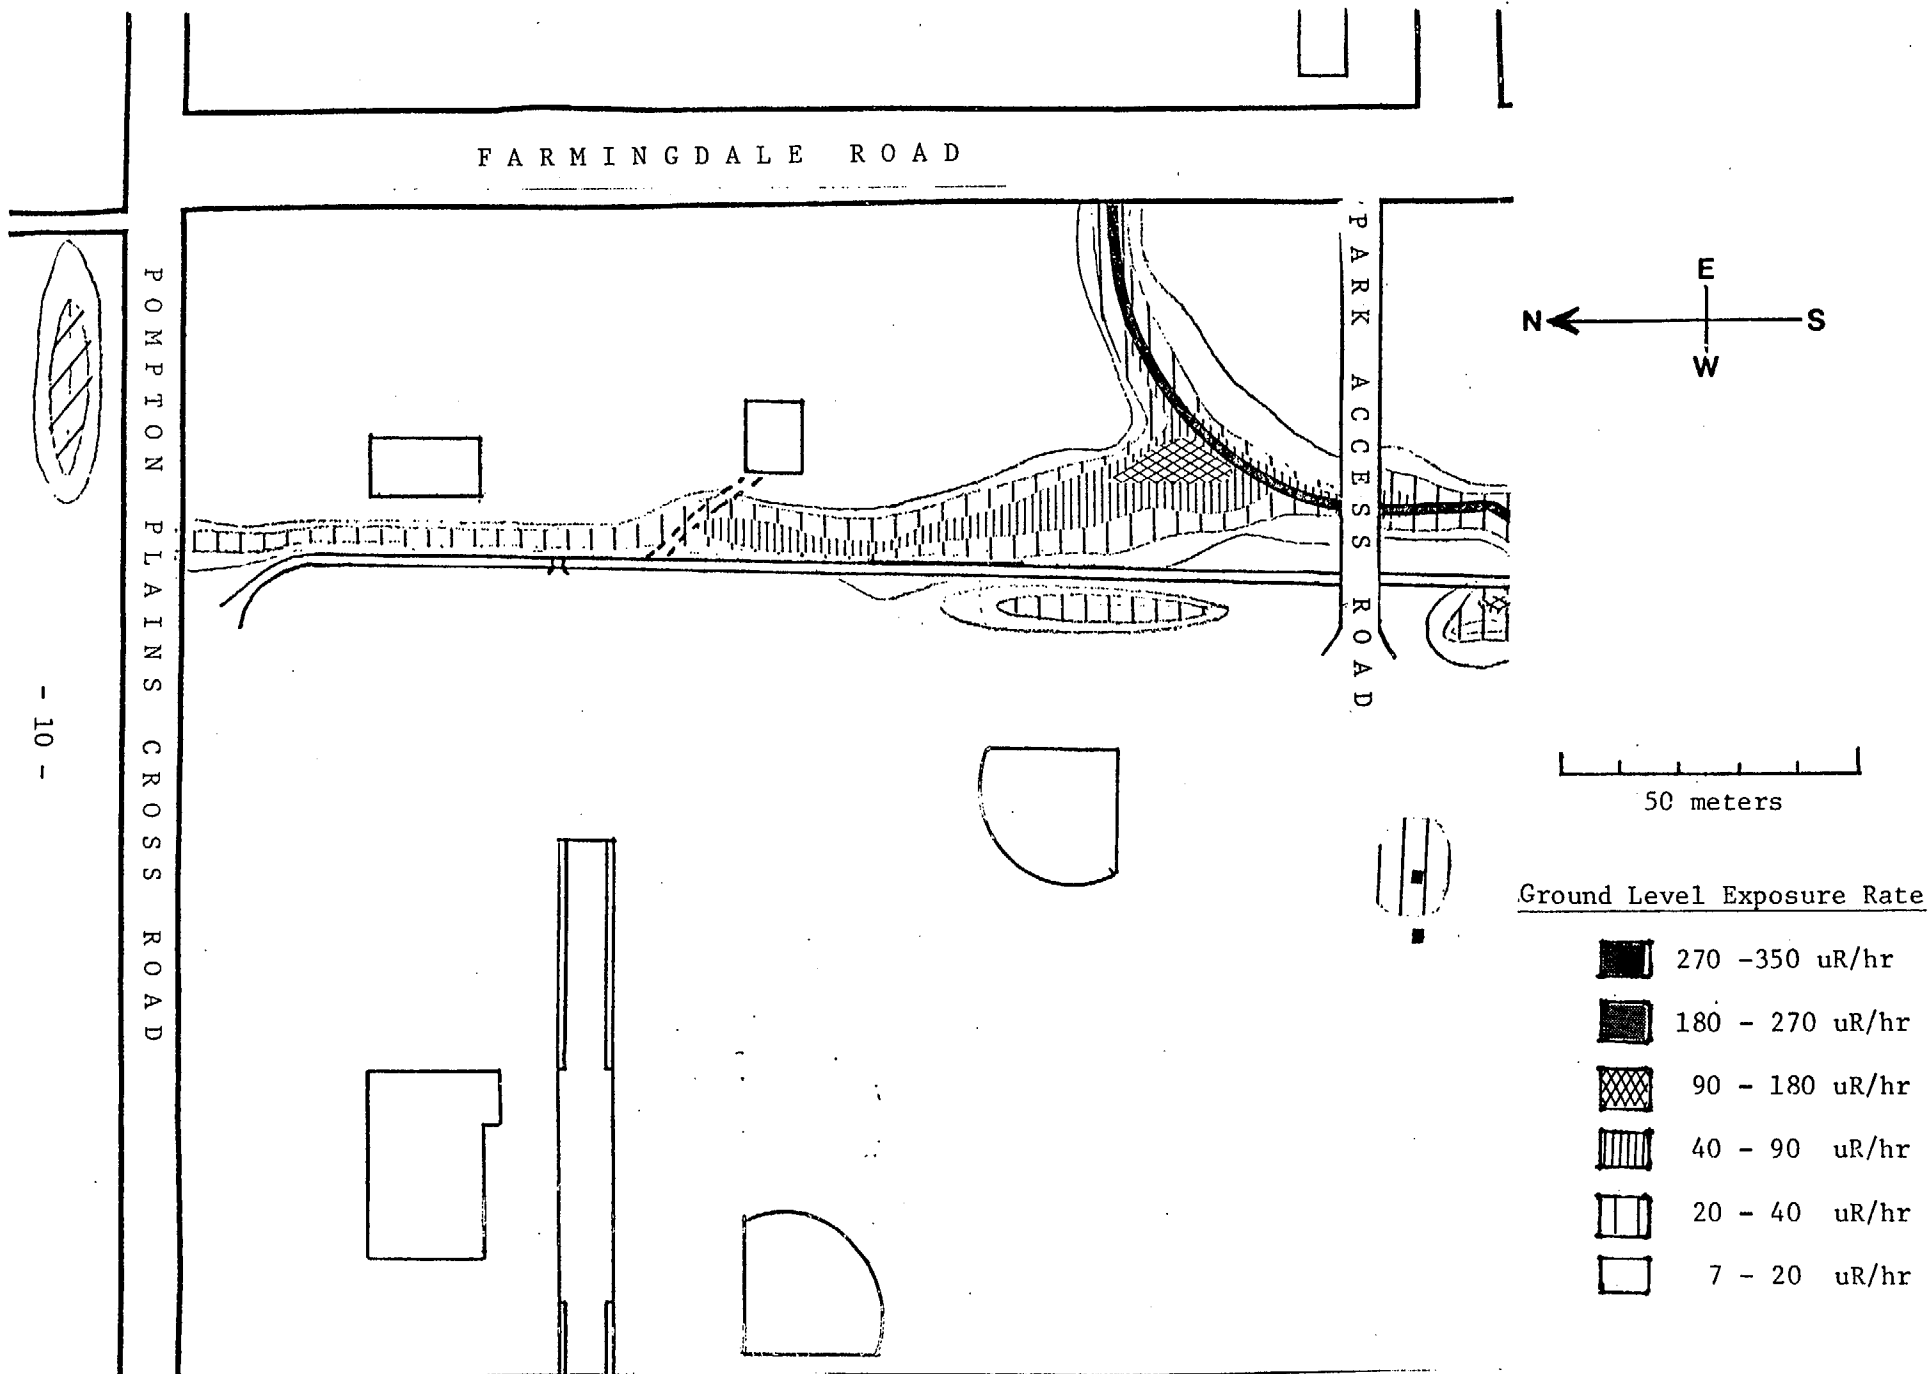 FARMINGDALE ROAD
POMPTON PLAINS CROSS ROAD
PARK ACCESS ROAD
E
N S
W
50 meters
Ground Level Exposure Rate
270 -350 uR/hr
180 - 270 uR/hr
90 - 180 uR/hr
40 - 90 uR/hr
20 - 40 uR/hr
7 - 20 uR/hr
- 10 -